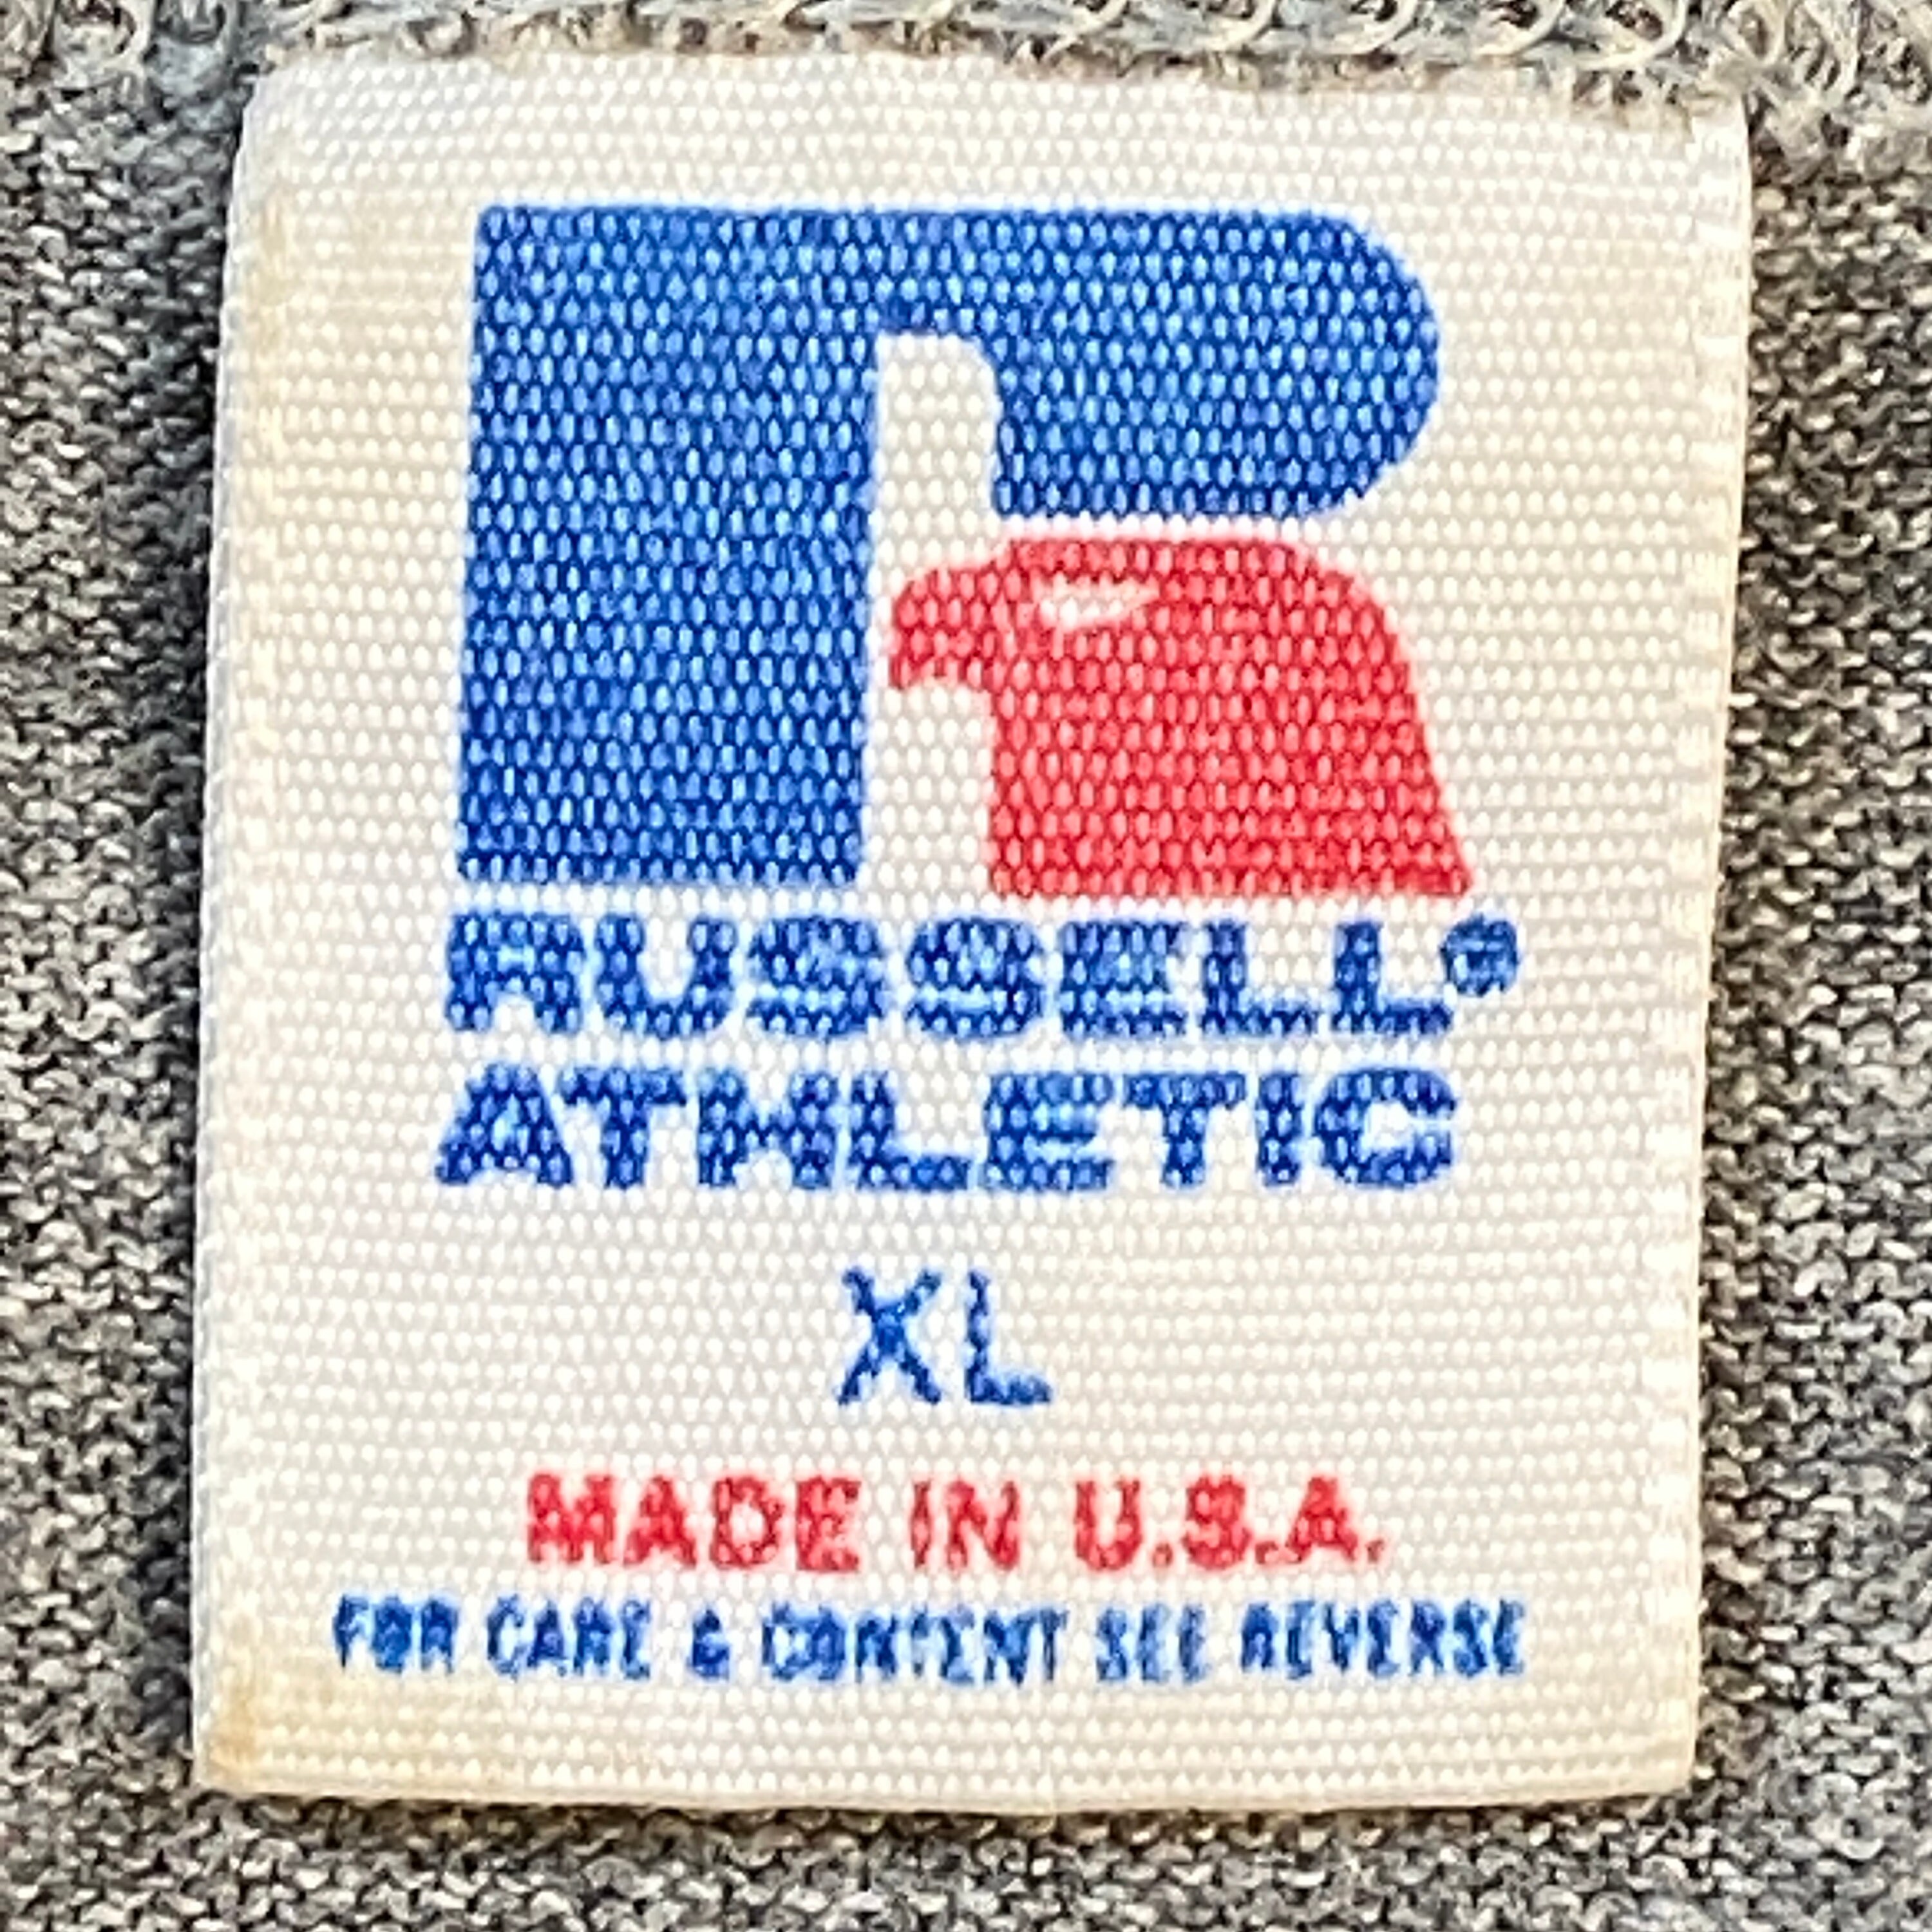 RUSSELL®
ATHLETIC
XL
MADE IN U.S.A.
FOR CARE & CONTENT SEE REVERSE